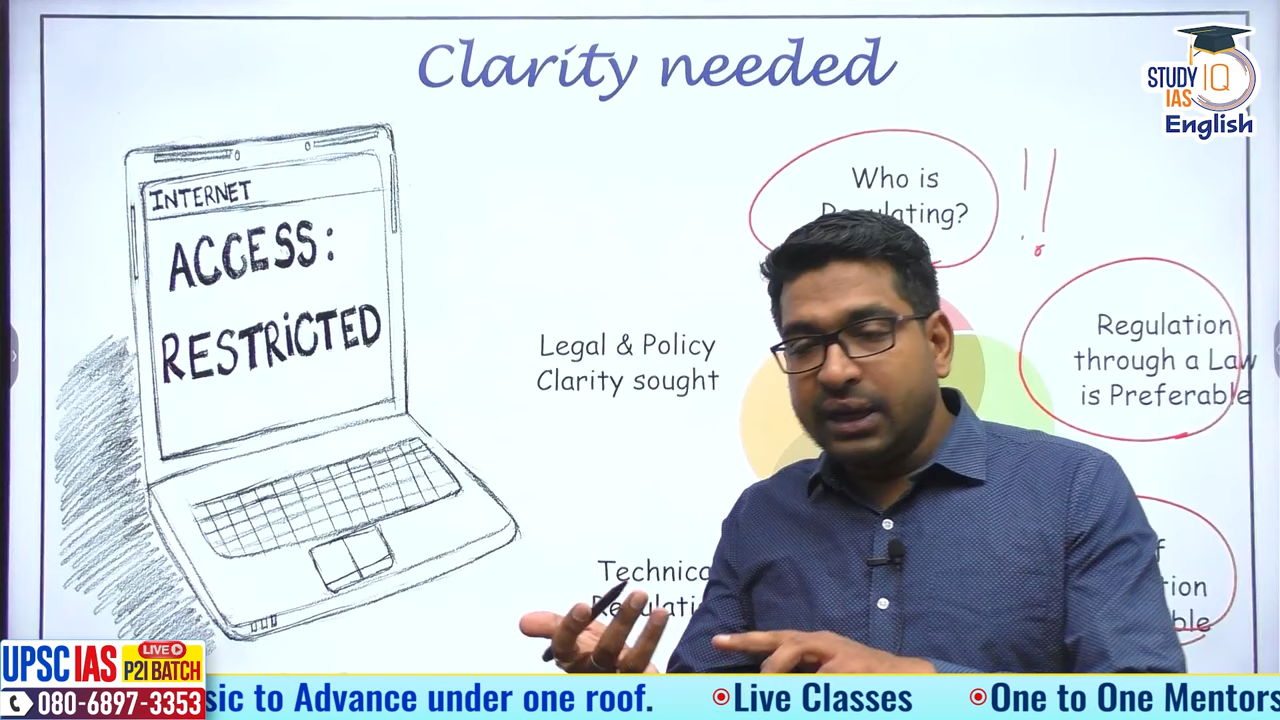 Clarity needed
STUDY IQ
IAS
English
INTERNET
ACCESS:
RESTRiCTED
Who is
Regulating?
!!
Regulation
through a Law
is Preferable
Legal & Policy
Clarity sought
UPSC IAS
LIVE
P2I BATCH
080-6897-3353
sic to Advance under one roof.
Live Classes
One to One Mentors